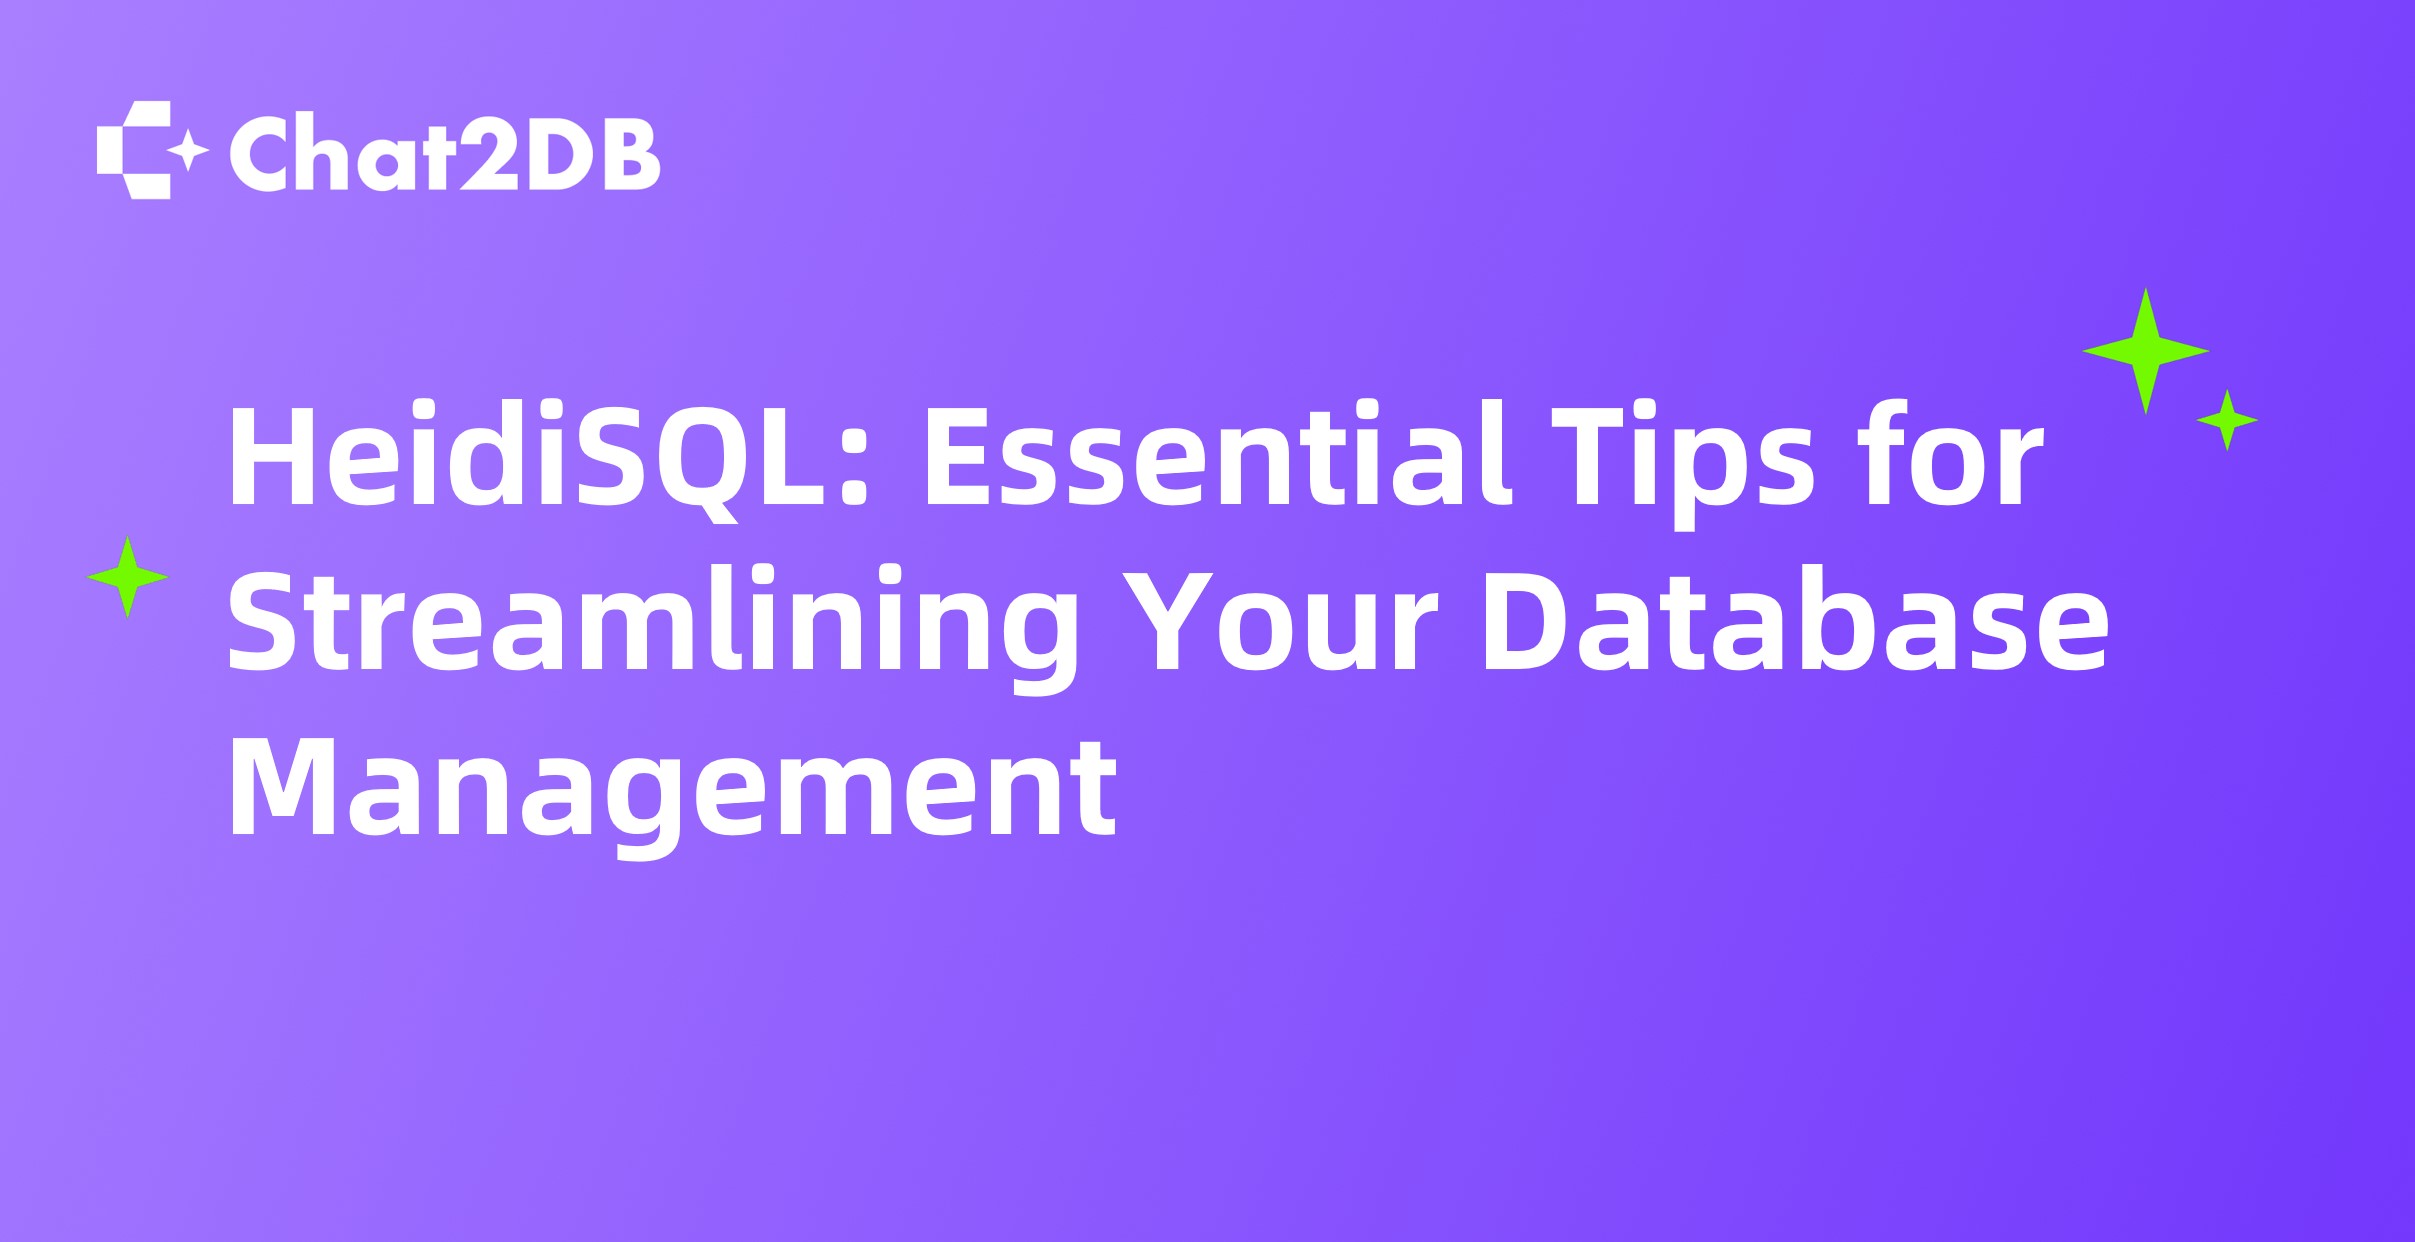 Chat2DB
HeidiSQL: Essential Tips for
Streamlining Your Database
Management